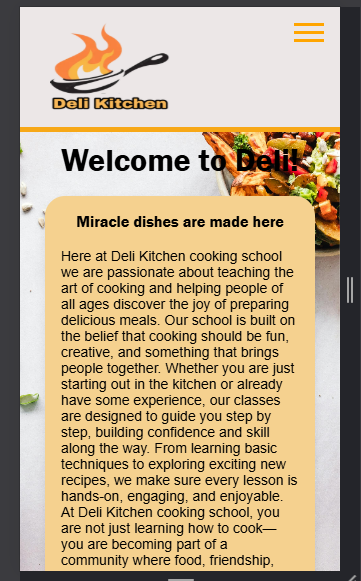 Deli Kitchen
Welcome to Deli!
Miracle dishes are made here
Here at Deli Kitchen cooking school
we are passionate about teaching the
art of cooking and helping people of
all ages discover the joy of preparing
delicious meals. Our school is built on
the belief that cooking should be fun,
creative, and something that brings
people together. Whether you are just
starting out in the kitchen or already
have some experience, our classes
are designed to guide you step by
step, building confidence and skill
along the way. From learning basic
techniques to exploring exciting new
recipes, we make sure every lesson is
hands-on, engaging, and enjoyable.
At Deli Kitchen cooking school, you
are not just learning how to cook—
you are becoming part of a
community where food, friendship,